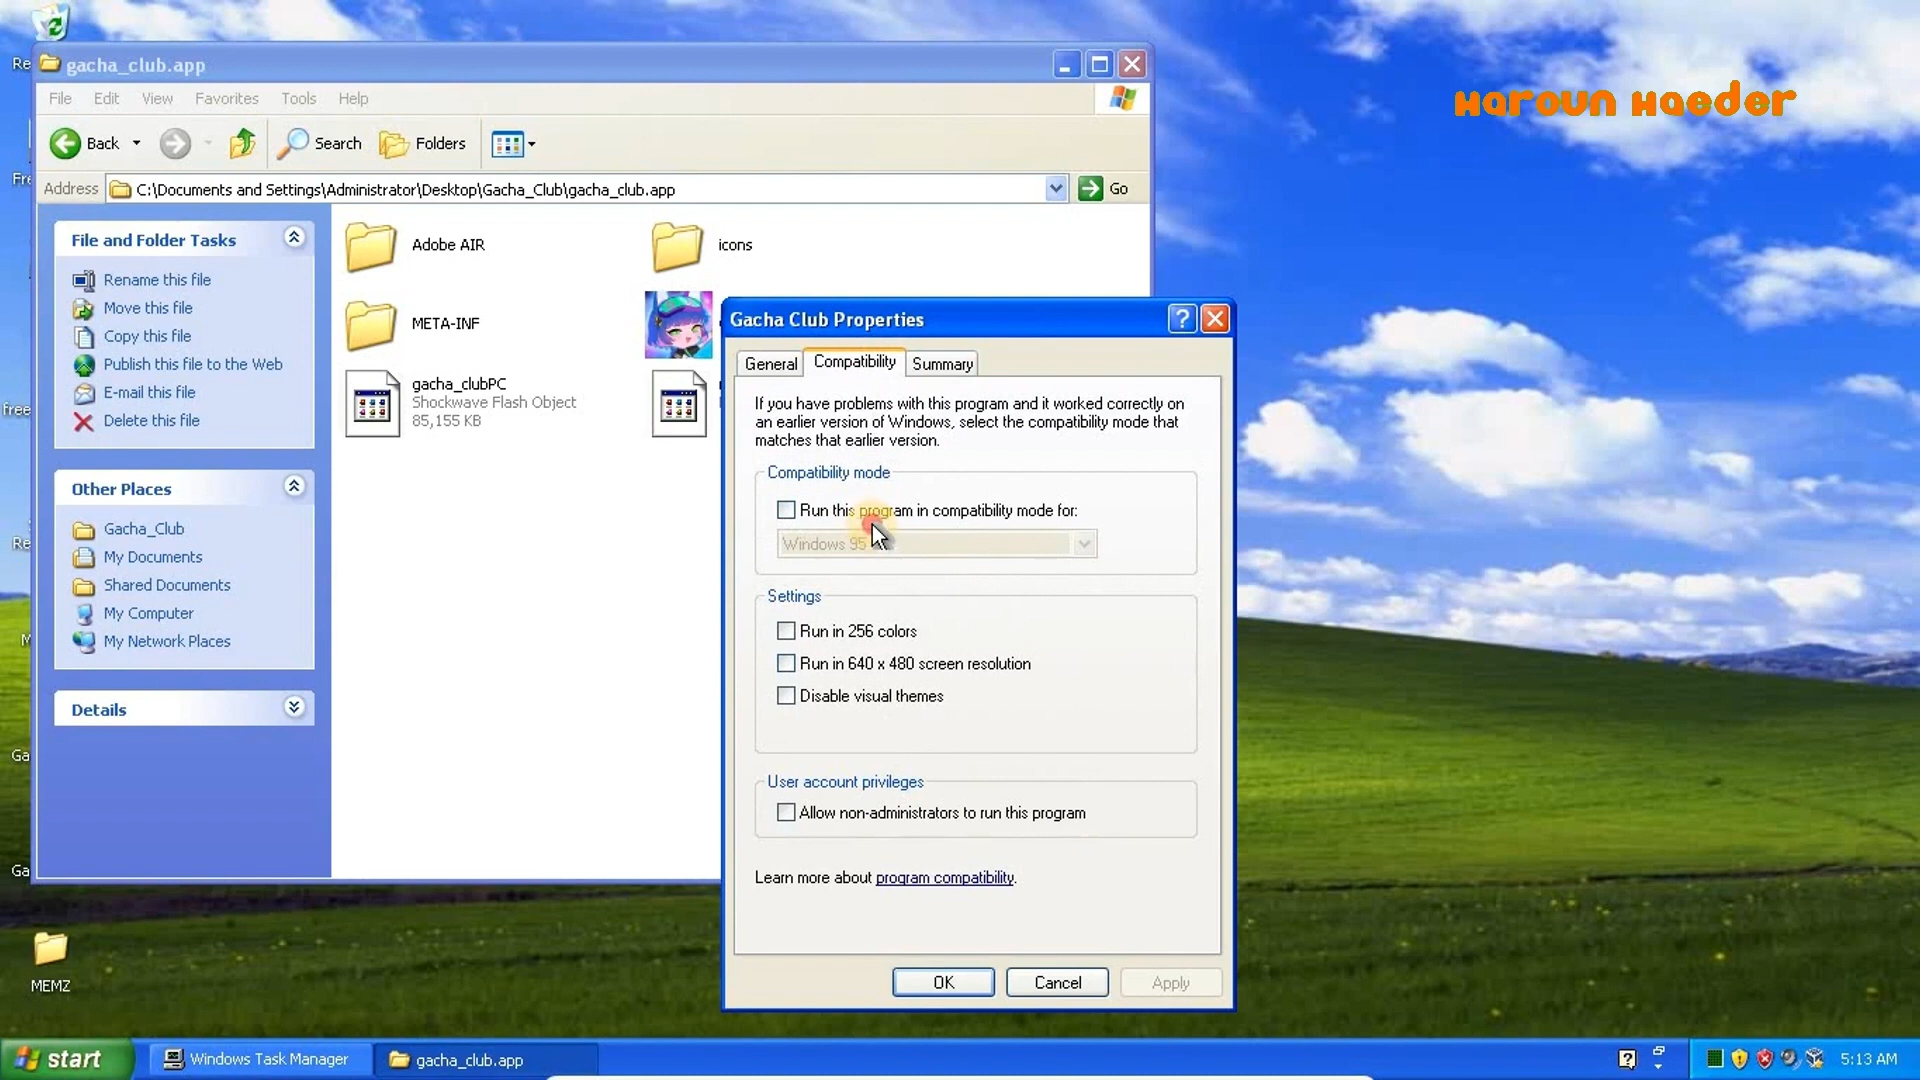 Haroun Haeder
Re
gacha_club.app
File Edit View Favorites Tools Help
Back Search Folders
Address C:\Documents and Settings\Administrator\Desktop\Gacha_Club\gacha_club.app Go
File and Folder Tasks
Rename this file
Move this file
Copy this file
Publish this file to the Web
E-mail this file
Delete this file
Other Places
Gacha_Club
My Documents
Shared Documents
My Computer
My Network Places
Details
Adobe AIR
icons
META-INF
gacha_clubPC
Shockwave Flash Object
85,155 KB
Gacha Club Properties
General Compatibility Summary
If you have problems with this program and it worked correctly on
an earlier version of Windows, select the compatibility mode that
matches that earlier version.
Compatibility mode
Run this program in compatibility mode for:
Windows 95
Settings
Run in 256 colors
Run in 640 x 480 screen resolution
Disable visual themes
User account privileges
Allow non-administrators to run this program
Learn more about program compatibility.
OK Cancel Apply
free
Re
Ga
Ga
MEMZ
start Windows Task Manager gacha_club.app 5:13 AM